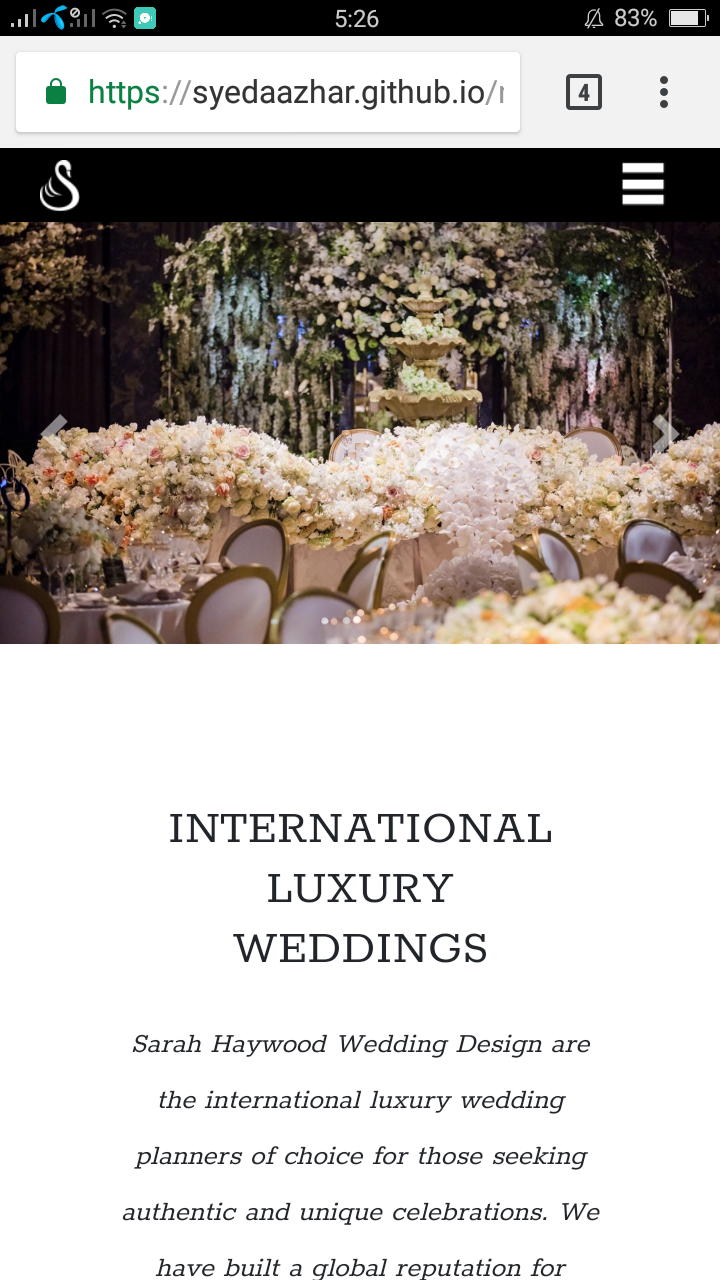 5:26
83%
https://syedaazhar.github.io/
4
INTERNATIONAL
LUXURY
WEDDINGS
Sarah Haywood Wedding Design are
the international luxury wedding
planners of choice for those seeking
authentic and unique celebrations. We
have built a global reputation for